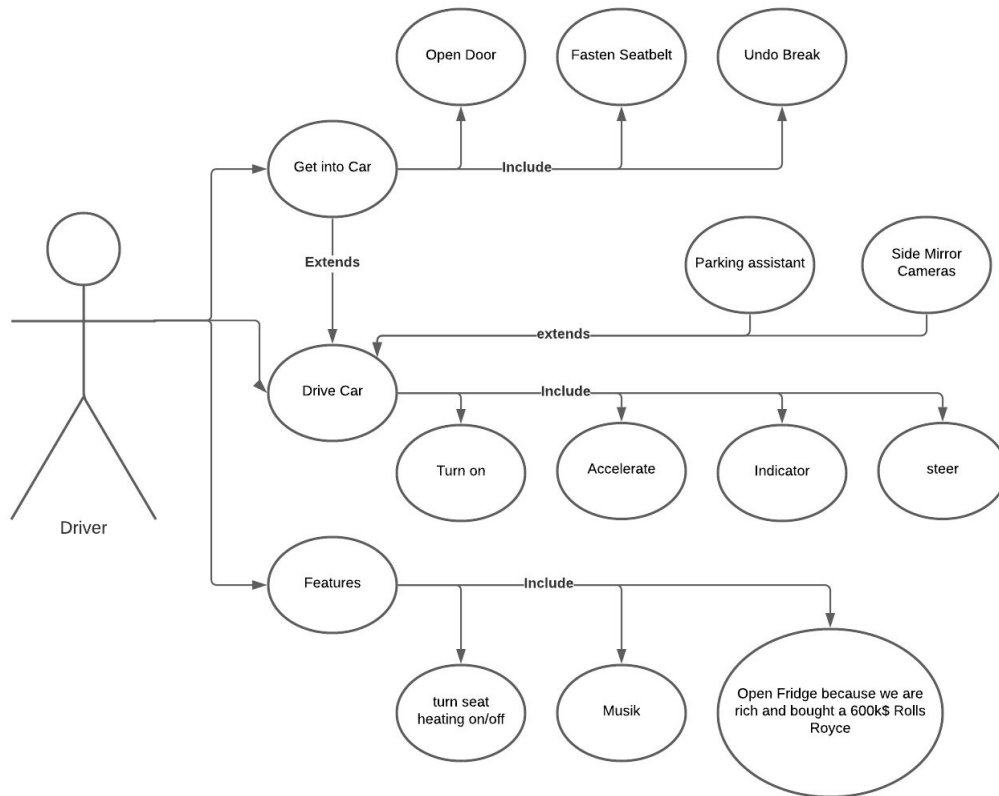 Open Door
Fasten Seatbelt
Undo Break
Get into Car
Include
Extends
Parking assistant
Side Mirror
Cameras
extends
Drive Car
Include
Turn on
Accelerate
Indicator
steer
Driver
Features
Include
turn seat
heating on/off
Musik
Open Fridge because we are
rich and bought a 600k$ Rolls
Royce